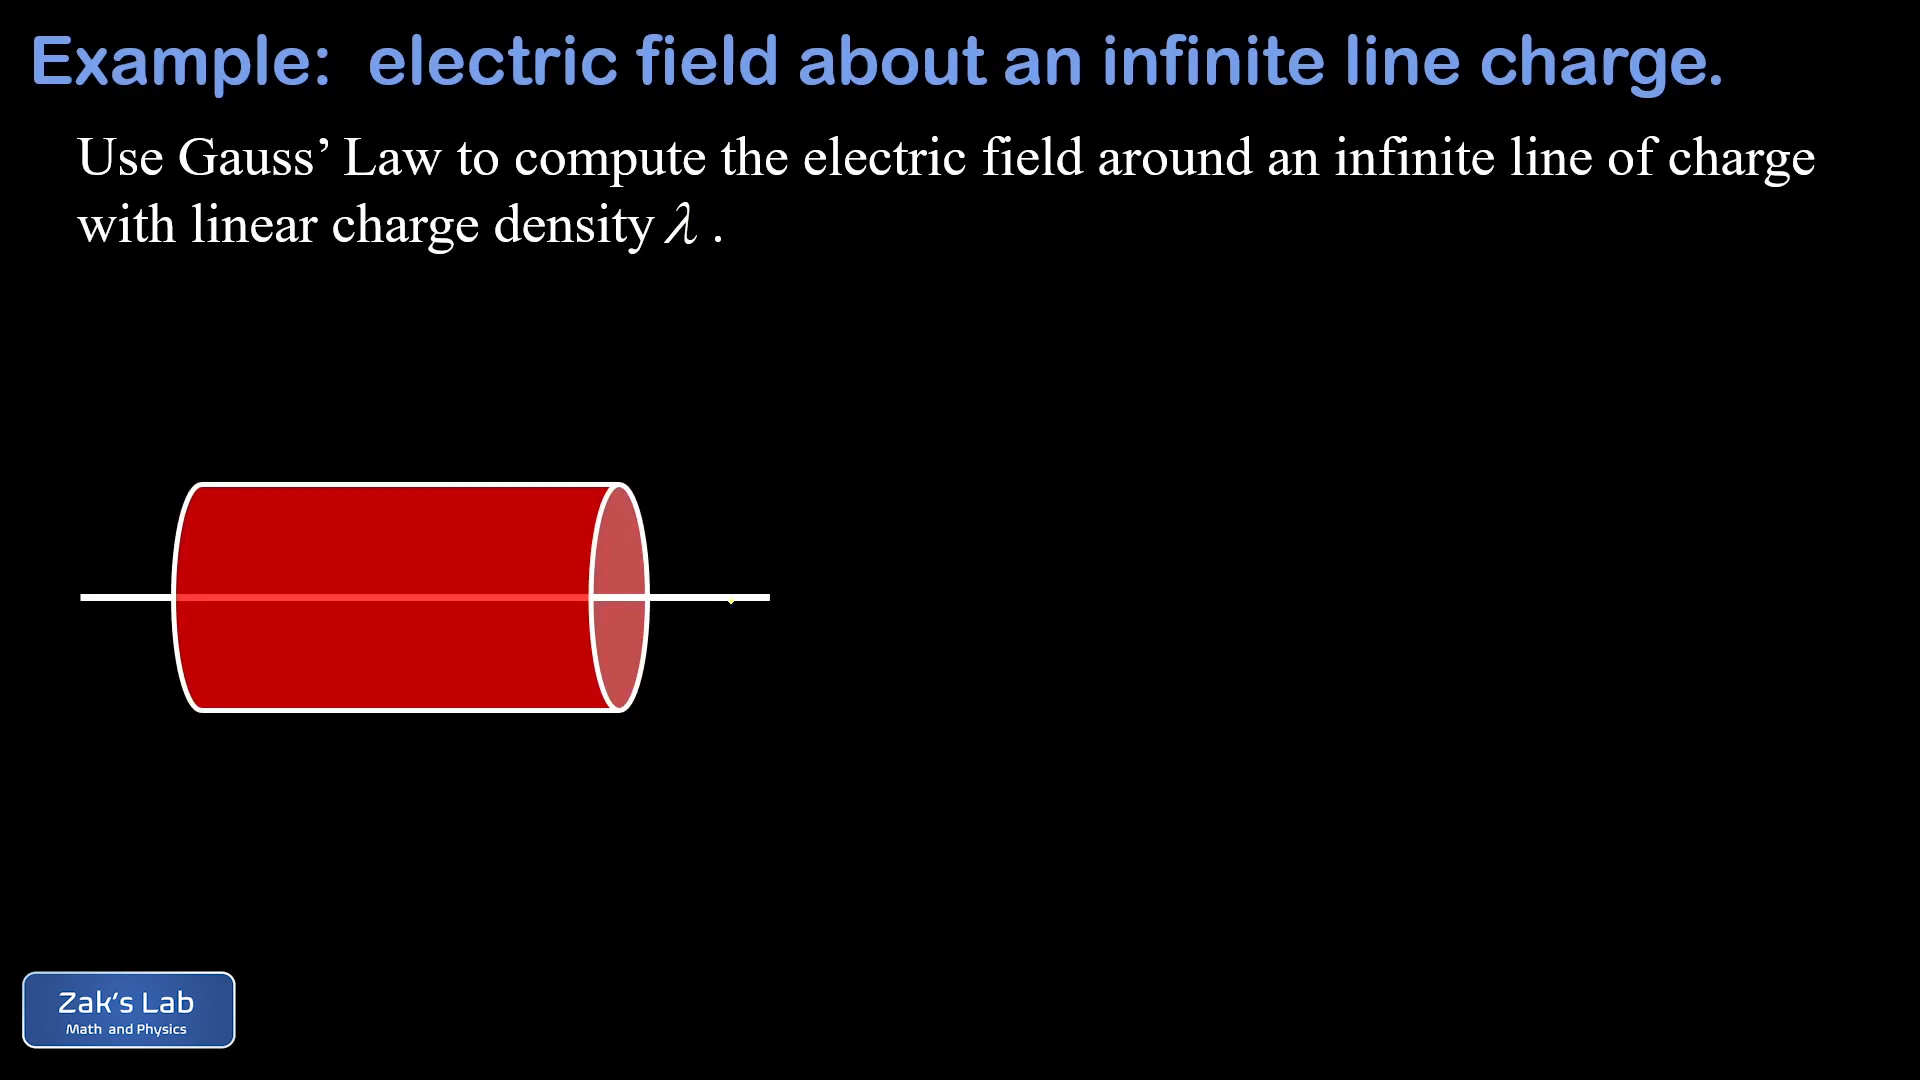 Example: electric field about an infinite line charge.
Use Gauss’ Law to compute the electric field around an infinite line of charge
with linear charge density λ .
Zak’s Lab
Math and Physics